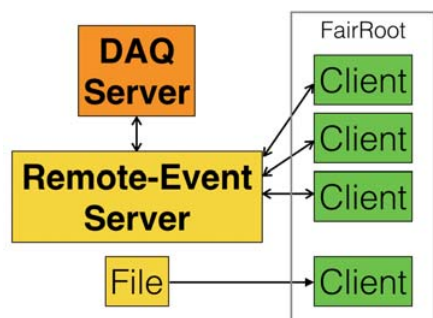 FairRoot
DAQ
Server
Client
Client
Remote-Event
Server
Client
File
Client